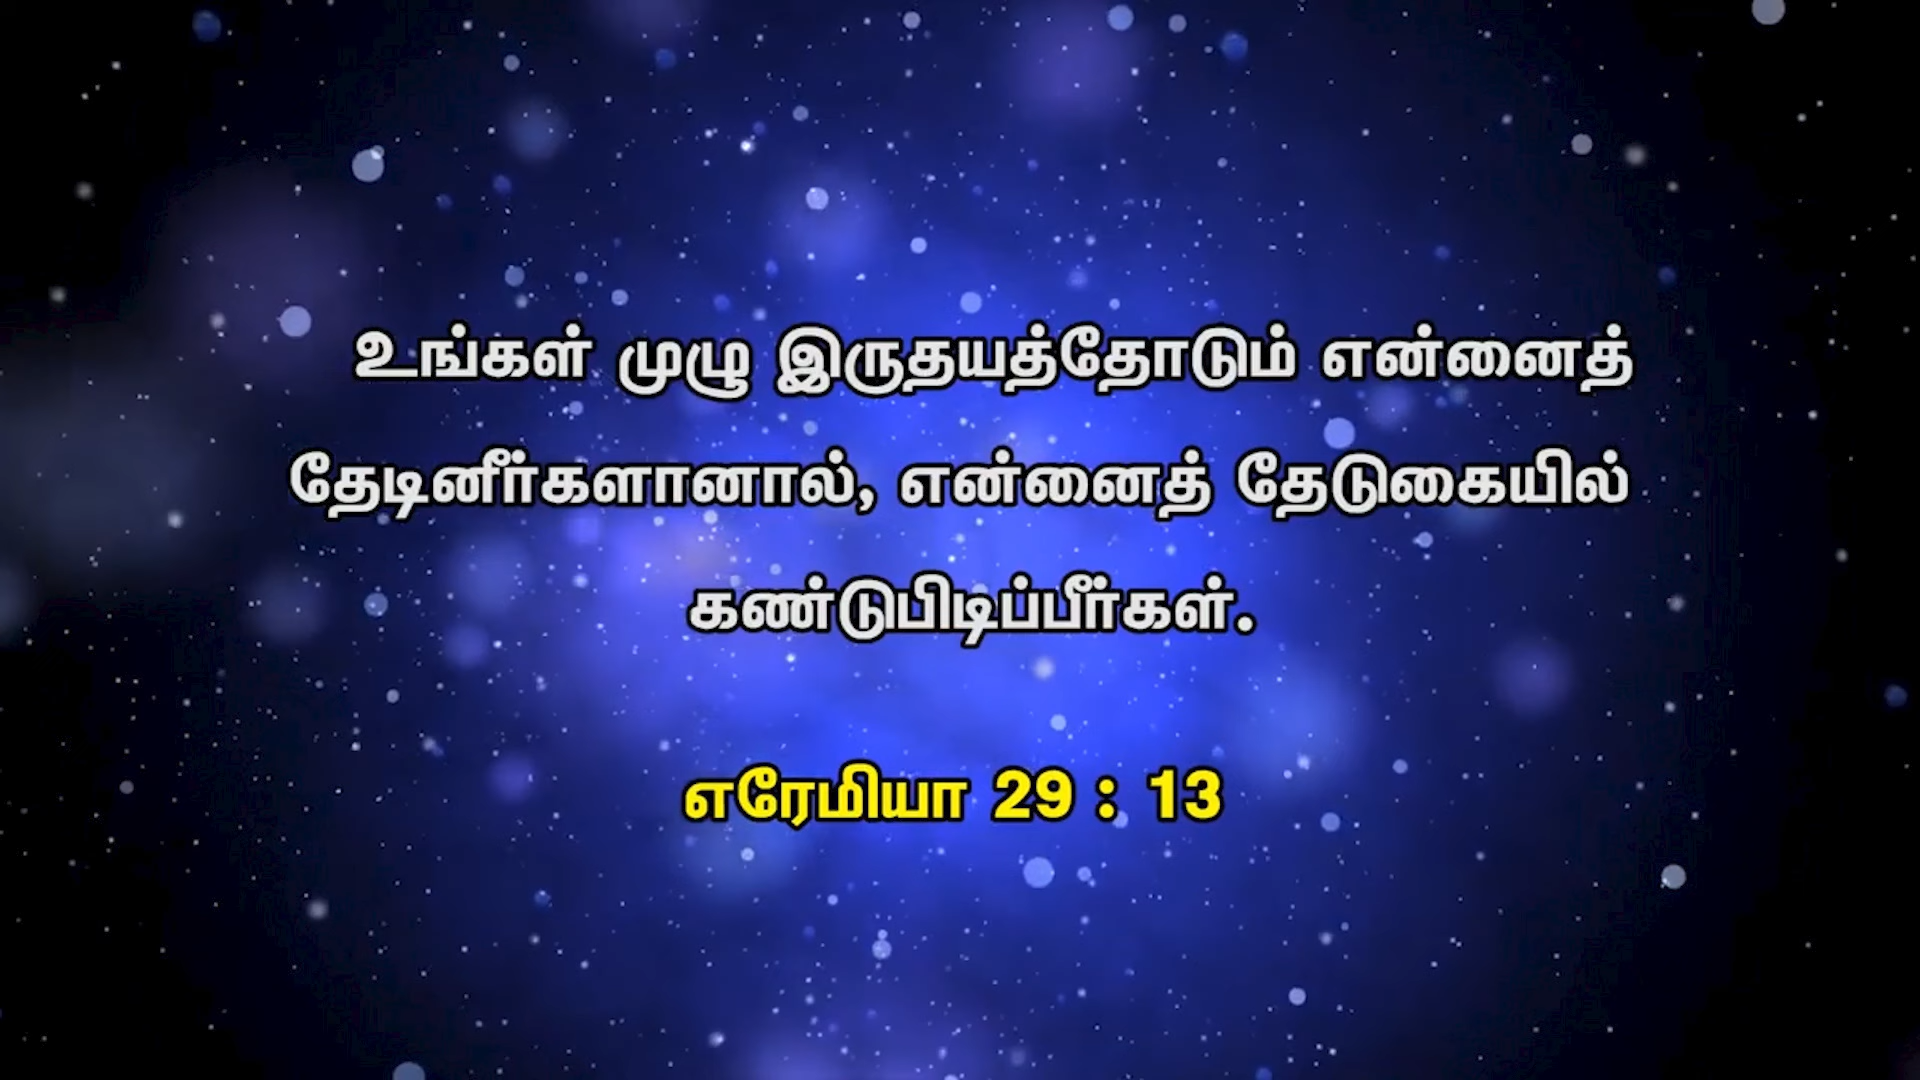 உங்கள் முழு இருதயத்தோடும் என்னைத்
தேடினீர்களானால், என்னைத் தேடுகையில்
கண்டுபிடிப்பீர்கள்.
எரேமியா 29 : 13